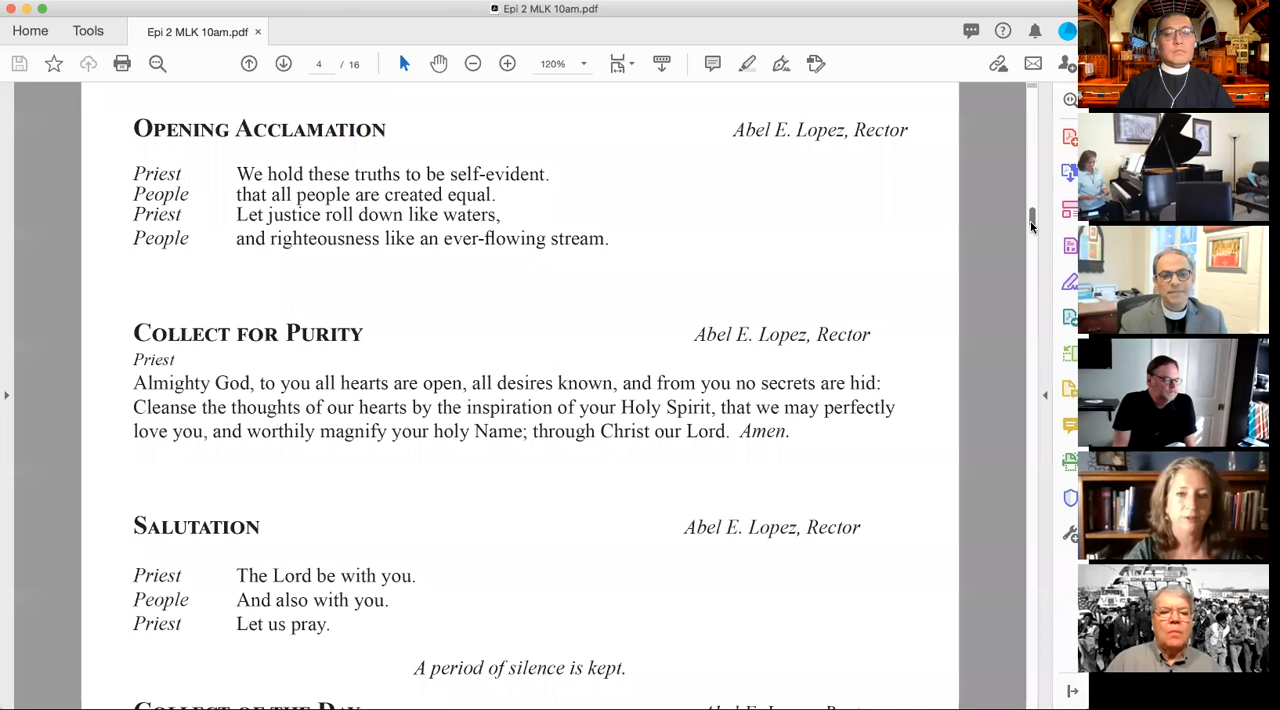 Epi 2 MLK 10am.pdf
Home
Tools
Epi 2 MLK 10am.pdf ×
4 / 16
120%
OPENING ACCLAMATION
Abel E. Lopez, Rector
Priest We hold these truths to be self-evident.
People that all people are created equal.
Priest Let justice roll down like waters,
People and righteousness like an ever-flowing stream.
COLLECT FOR PURITY
Abel E. Lopez, Rector
Priest
Almighty God, to you all hearts are open, all desires known, and from you no secrets are hid:
Cleanse the thoughts of our hearts by the inspiration of your Holy Spirit, that we may perfectly
love you, and worthily magnify your holy Name; through Christ our Lord. Amen.
SALUTATION
Abel E. Lopez, Rector
Priest The Lord be with you.
People And also with you.
Priest Let us pray.
A period of silence is kept.
COLLECT OF THE DAY